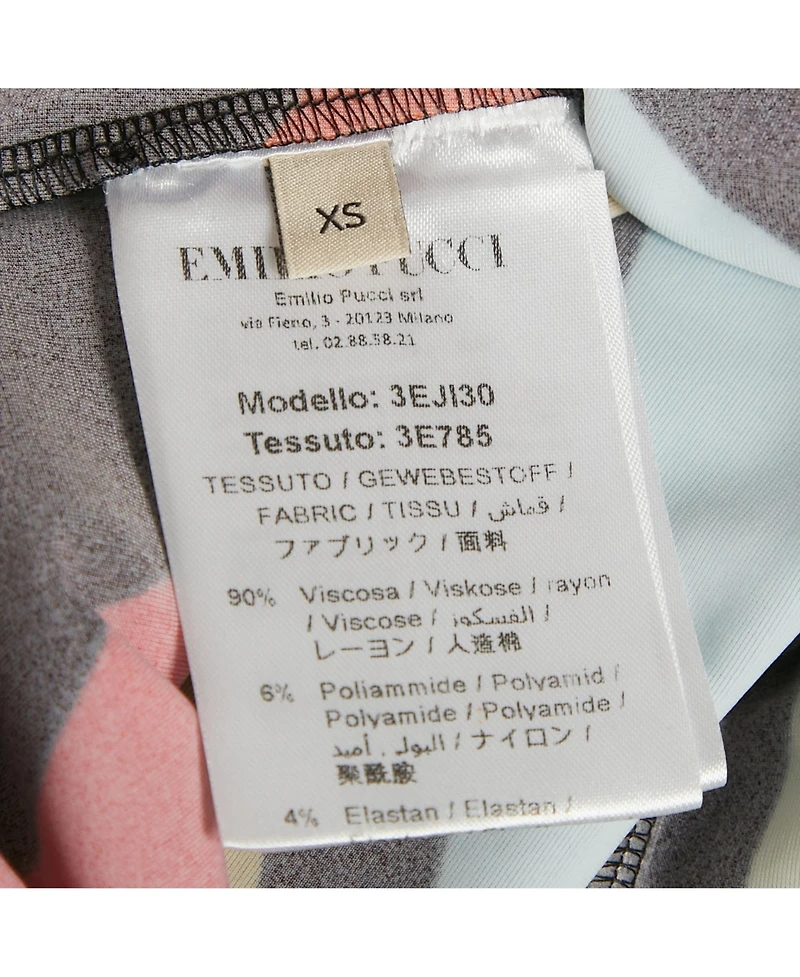 XS
EMILIO PUCCI
Emilio Pucci srl
via Fieno, 3 - 20123 Milano
tel. 02.88.58.21
Modello: 3EJI30
Tessuto: 3E785
TESSUTO / GEWEBESTOFF /
FABRIC / TISSU / قماش /
ファブリック / 面料
90% Viscosa / Viskose / rayon
/ Viscose / الفسكوز /
レーヨン / 人造棉
6% Poliammide / Polyamid /
Polyamide / Polyamide /
البولي . أميد / ナイロン /
聚酰胺
4% Elastan / Elastan /